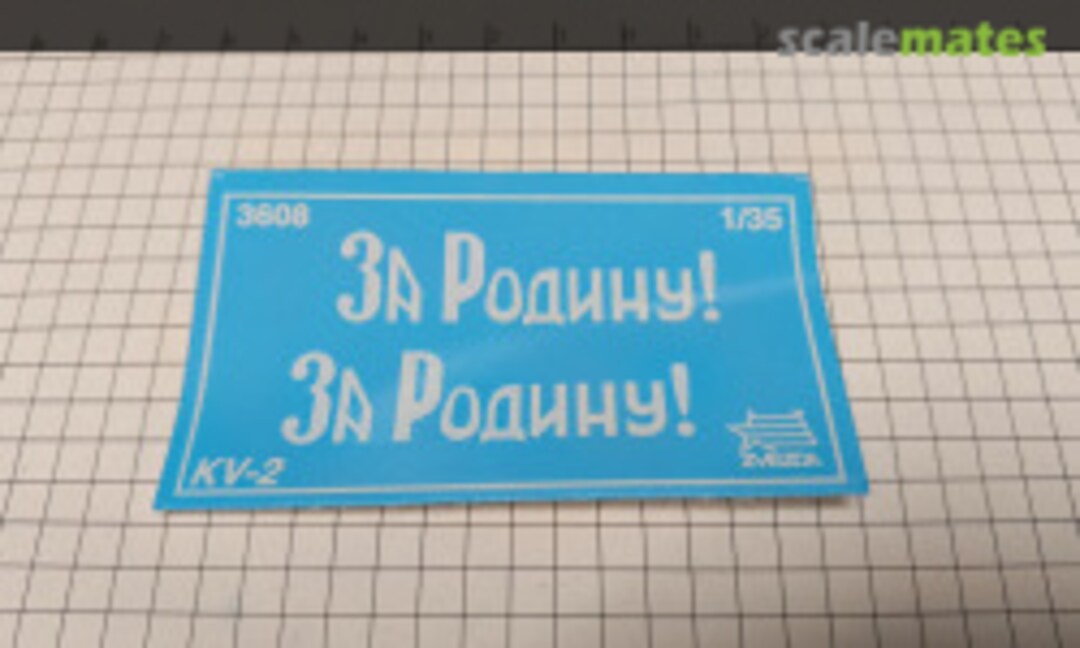 scalemates
3608
1/35
За Родину!
За Родину!
KV-2
ZVEZDA